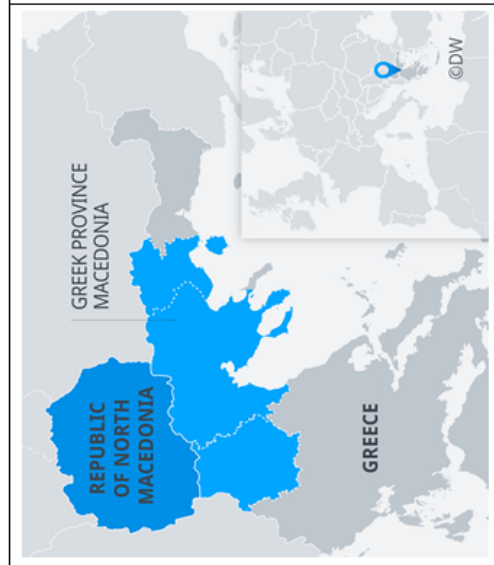 GREEK PROVINCE
MACEDONIA
REPUBLIC
OF NORTH
MACEDONIA
GREECE
©DW